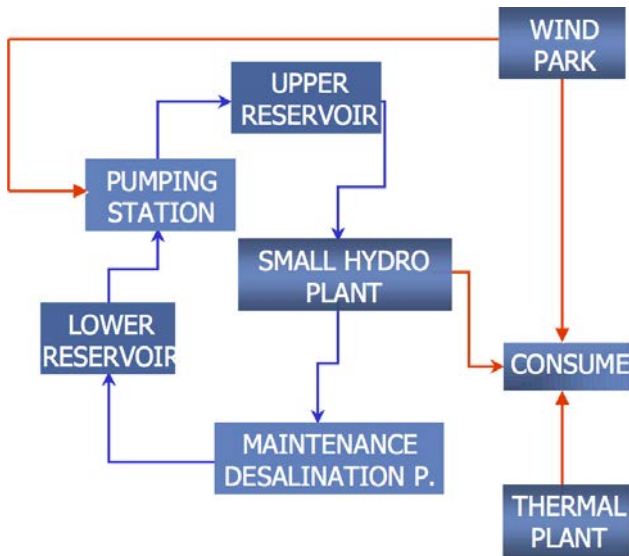 WIND
PARK
UPPER
RESERVOIR
PUMPING
STATION
SMALL HYDRO
PLANT
LOWER
RESERVOIR
CONSUME
MAINTENANCE
DESALINATION P.
THERMAL
PLANT